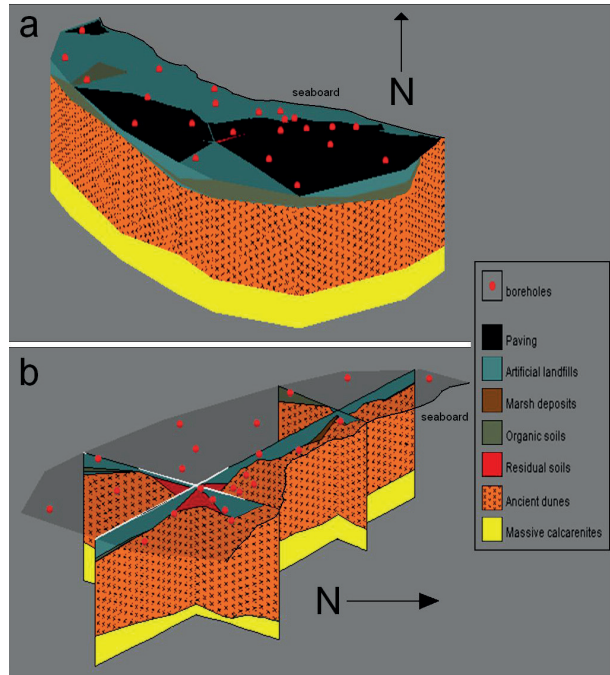 a
N
seaboard
boreholes
Paving
Artificial landfills
Marsh deposits
Organic soils
Residual soils
Ancient dunes
Massive calcarenites
b
seaboard
N